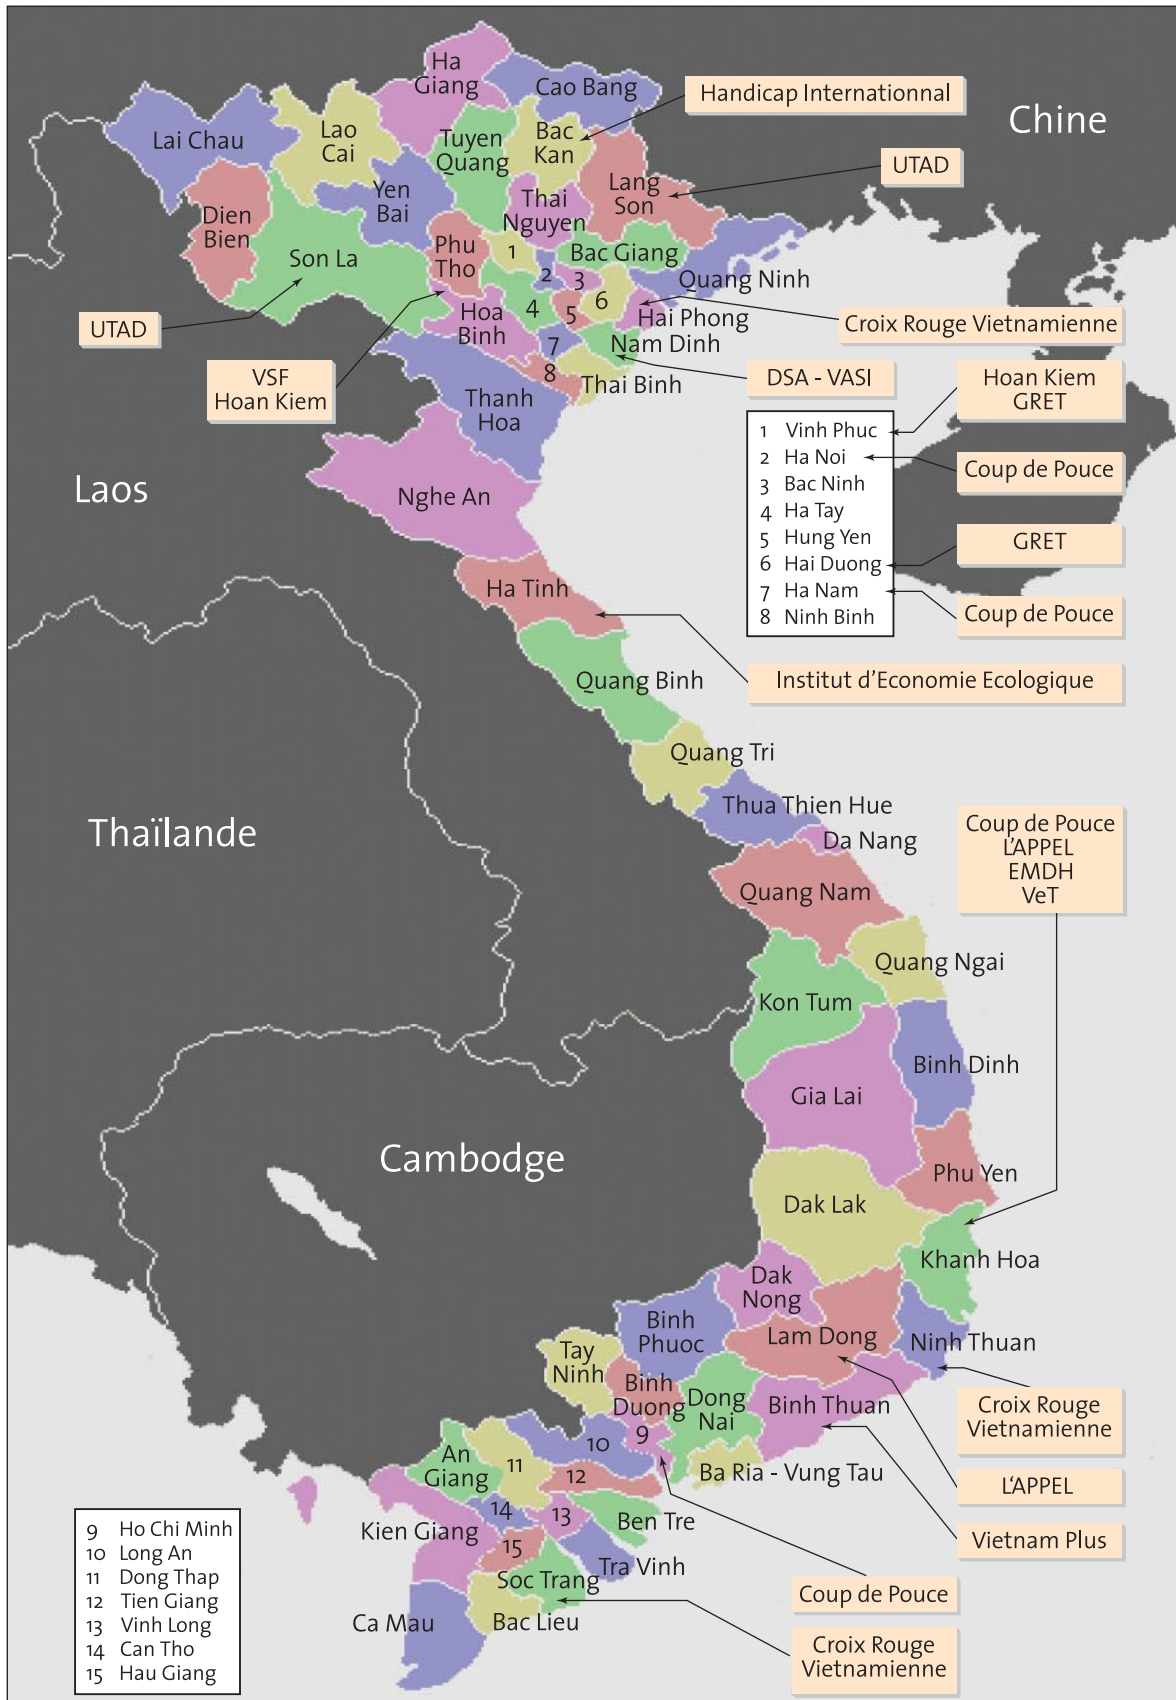 Ha
Giang
Cao Bang
Handicap Internationnal
Chine
Lai Chau
Lao
Cai
Tuyen
Quang
Bac
Kan
UTAD
Yen
Bai
Thai
Nguyen
Lang
Son
Dien
Bien
Son La
Phu
Tho
1
2
3
4
5
6
7
8
Bac Giang
Quang Ninh
UTAD
Hoa
Binh
Hai Phong
Nam Dinh
Thai Binh
Croix Rouge Vietnamienne
VSF
Hoan Kiem
DSA - VASI
Hoan Kiem
GRET
Thanh
Hoa
1 Vinh Phuc
2 Ha Noi
3 Bac Ninh
4 Ha Tay
5 Hung Yen
6 Hai Duong
7 Ha Nam
8 Ninh Binh
Coup de Pouce
GRET
Coup de Pouce
Laos
Nghe An
Ha Tinh
Institut d'Economie Ecologique
Quang Binh
Quang Tri
Thua Thien Hue
Da Nang
Thaïlande
Coup de Pouce
L'APPEL
EMDH
VeT
Quang Nam
Quang Ngai
Kon Tum
Binh Dinh
Gia Lai
Cambodge
Phu Yen
Dak Lak
Khanh Hoa
Dak
Nong
Binh
Phuoc
Lam Dong
Ninh Thuan
Tay
Ninh
Binh
Duong
Dong
Nai
Binh Thuan
Croix Rouge
Vietnamienne
9
10
11
12
13
14
15
An
Giang
Ba Ria - Vung Tau
L'APPEL
Kien Giang
Ben Tre
Vietnam Plus
Tra Vinh
Soc Trang
Coup de Pouce
Ca Mau
Bac Lieu
Croix Rouge
Vietnamienne
9 Ho Chi Minh
10 Long An
11 Dong Thap
12 Tien Giang
13 Vinh Long
14 Can Tho
15 Hau Giang